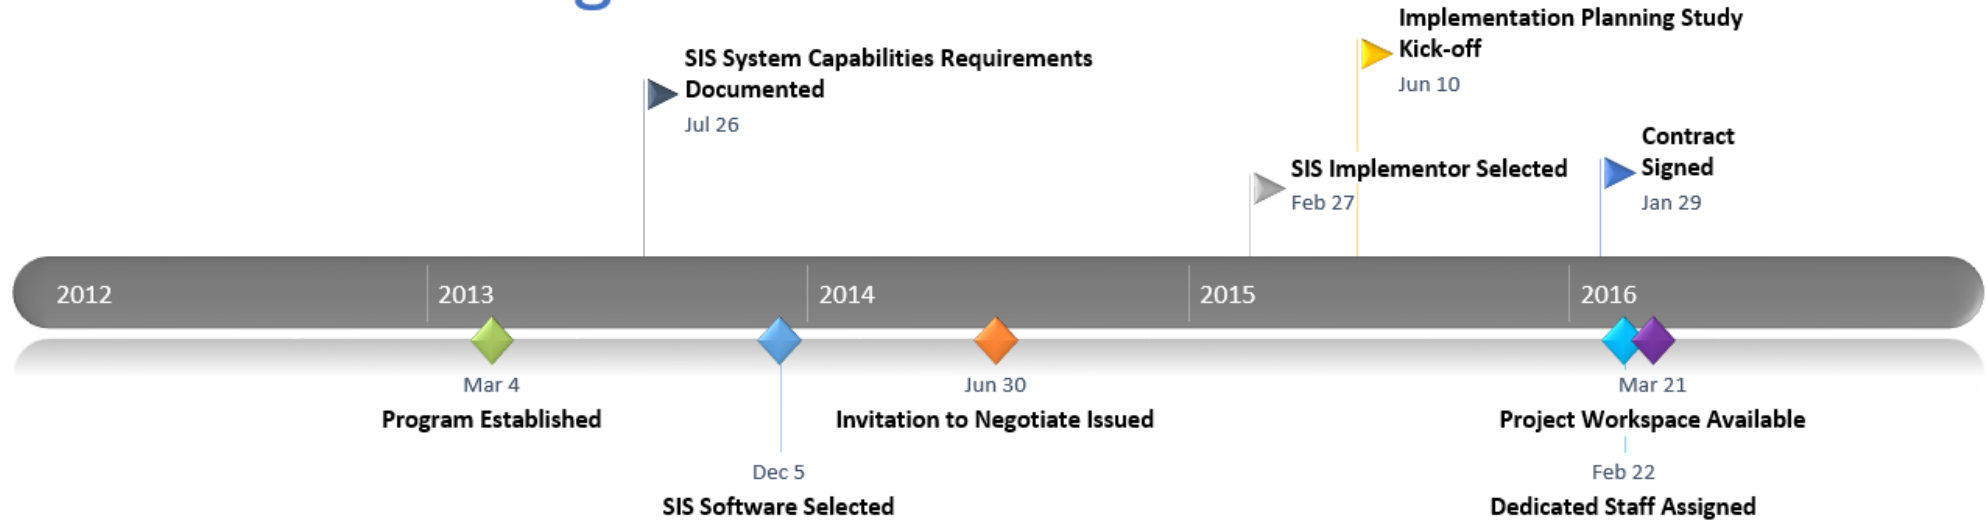 Implementation Planning Study
Kick-off
Jun 10
SIS System Capabilities Requirements
Documented
Jul 26
Contract
Signed
Jan 29
SIS Implementor Selected
Feb 27
2012
2013
2014
2015
2016
Mar 4
Program Established
Jun 30
Invitation to Negotiate Issued
Mar 21
Project Workspace Available
Dec 5
SIS Software Selected
Feb 22
Dedicated Staff Assigned